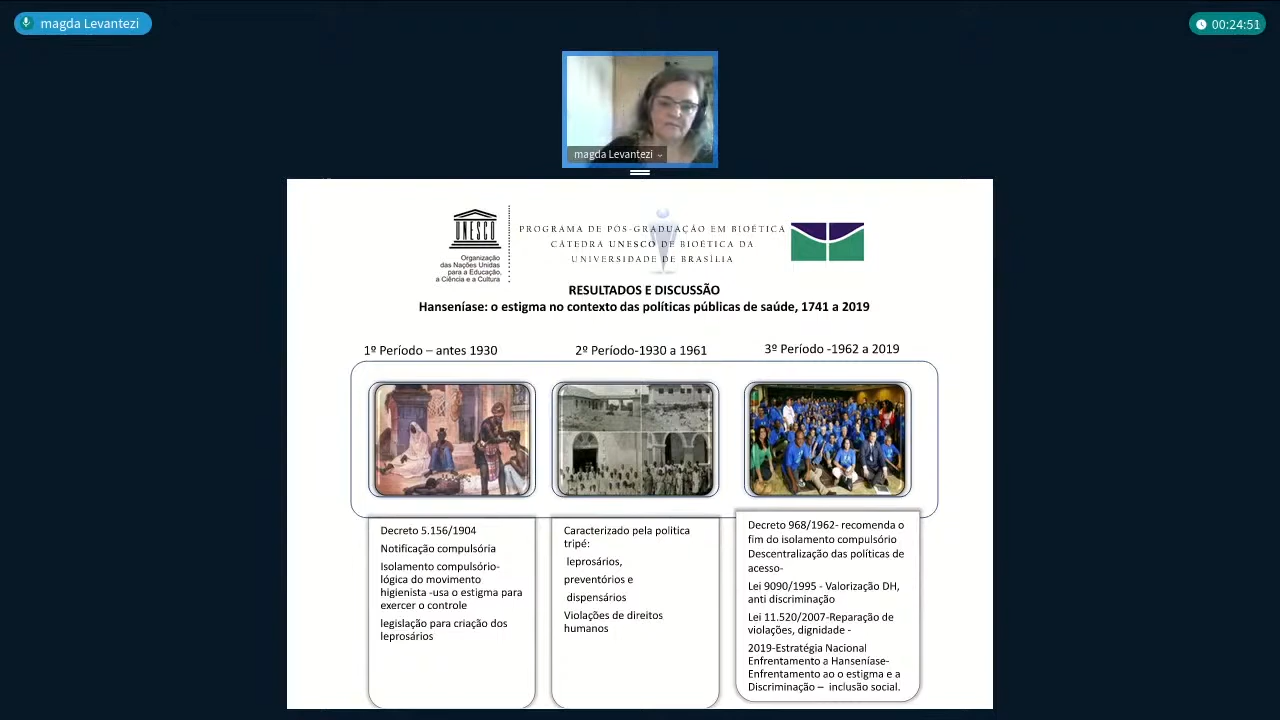 magda Levantezi
00:24:51
magda Levantezi
UNESCO
Organização
das Nações Unidas
para a Educação,
a Ciência e a Cultura
PROGRAMA DE PÓS-GRADUAÇÃO EM BIOÉTICA
CÁTEDRA UNESCO DE BIOÉTICA DA
UNIVERSIDADE DE BRASÍLIA
RESULTADOS E DISCUSSÃO
Hanseníase: o estigma no contexto das políticas públicas de saúde, 1741 a 2019
1º Período – antes 1930
2º Período-1930 a 1961
3º Período -1962 a 2019
Decreto 5.156/1904
Notificação compulsória
Isolamento compulsório-
lógica do movimento
higienista -usa o estigma para
exercer o controle
legislação para criação dos
leprosários
Caracterizado pela politica
tripé:
leprosários,
preventórios e
dispensários
Violações de direitos
humanos
Decreto 968/1962- recomenda o
fim do isolamento compulsório
Descentralização das políticas de
acesso-
Lei 9090/1995 - Valorização DH,
anti discriminação
Lei 11.520/2007-Reparação de
violações, dignidade -
2019-Estratégia Nacional
Enfrentamento a Hanseníase-
Enfrentamento ao o estigma e a
Discriminação – inclusão social.